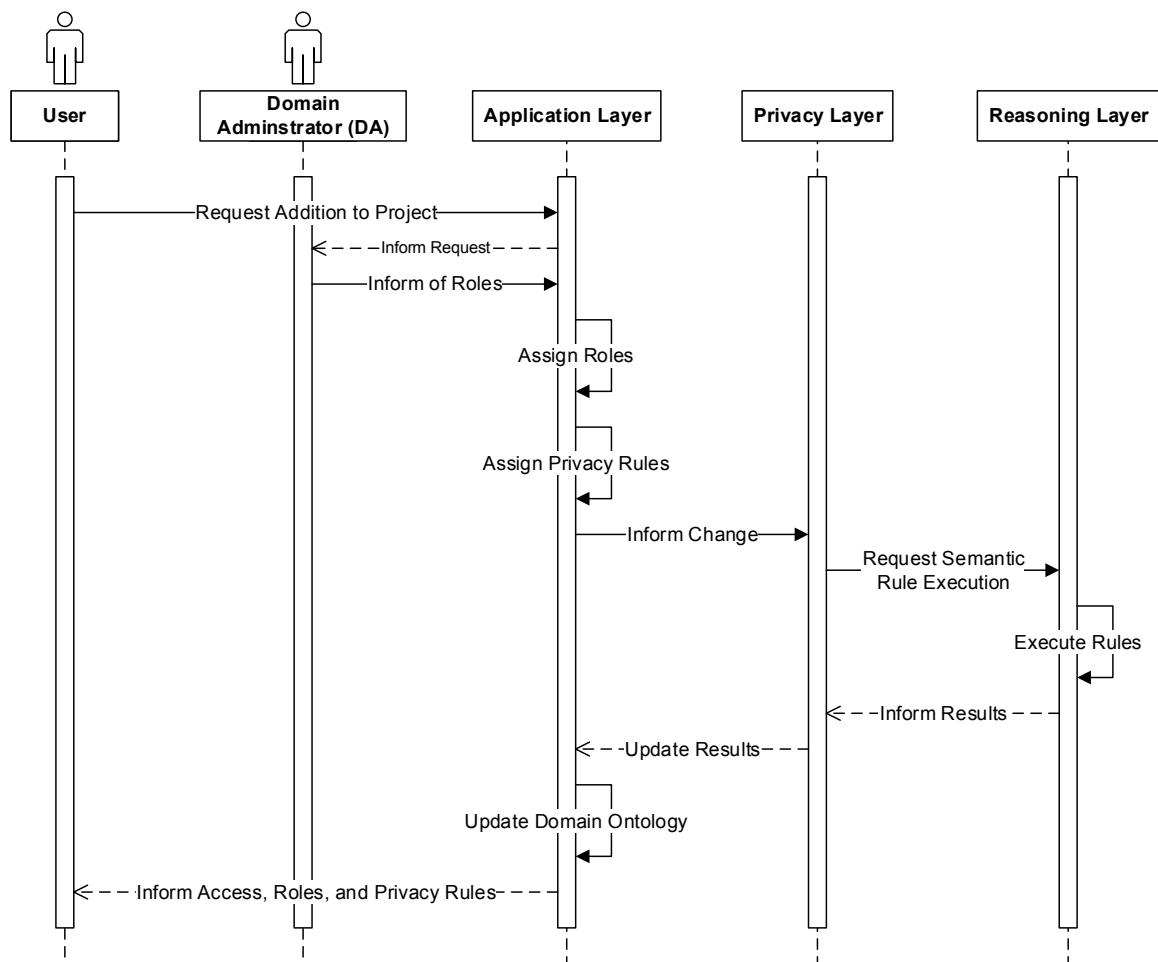 User
Domain
Adminstrator (DA)
Application Layer
Privacy Layer
Reasoning Layer
Request Addition to Project
Inform Request
Inform of Roles
Assign Roles
Assign Privacy Rules
Inform Change
Request Semantic
Rule Execution
Execute Rules
Inform Results
Update Results
Update Domain Ontology
Inform Access, Roles, and Privacy Rules